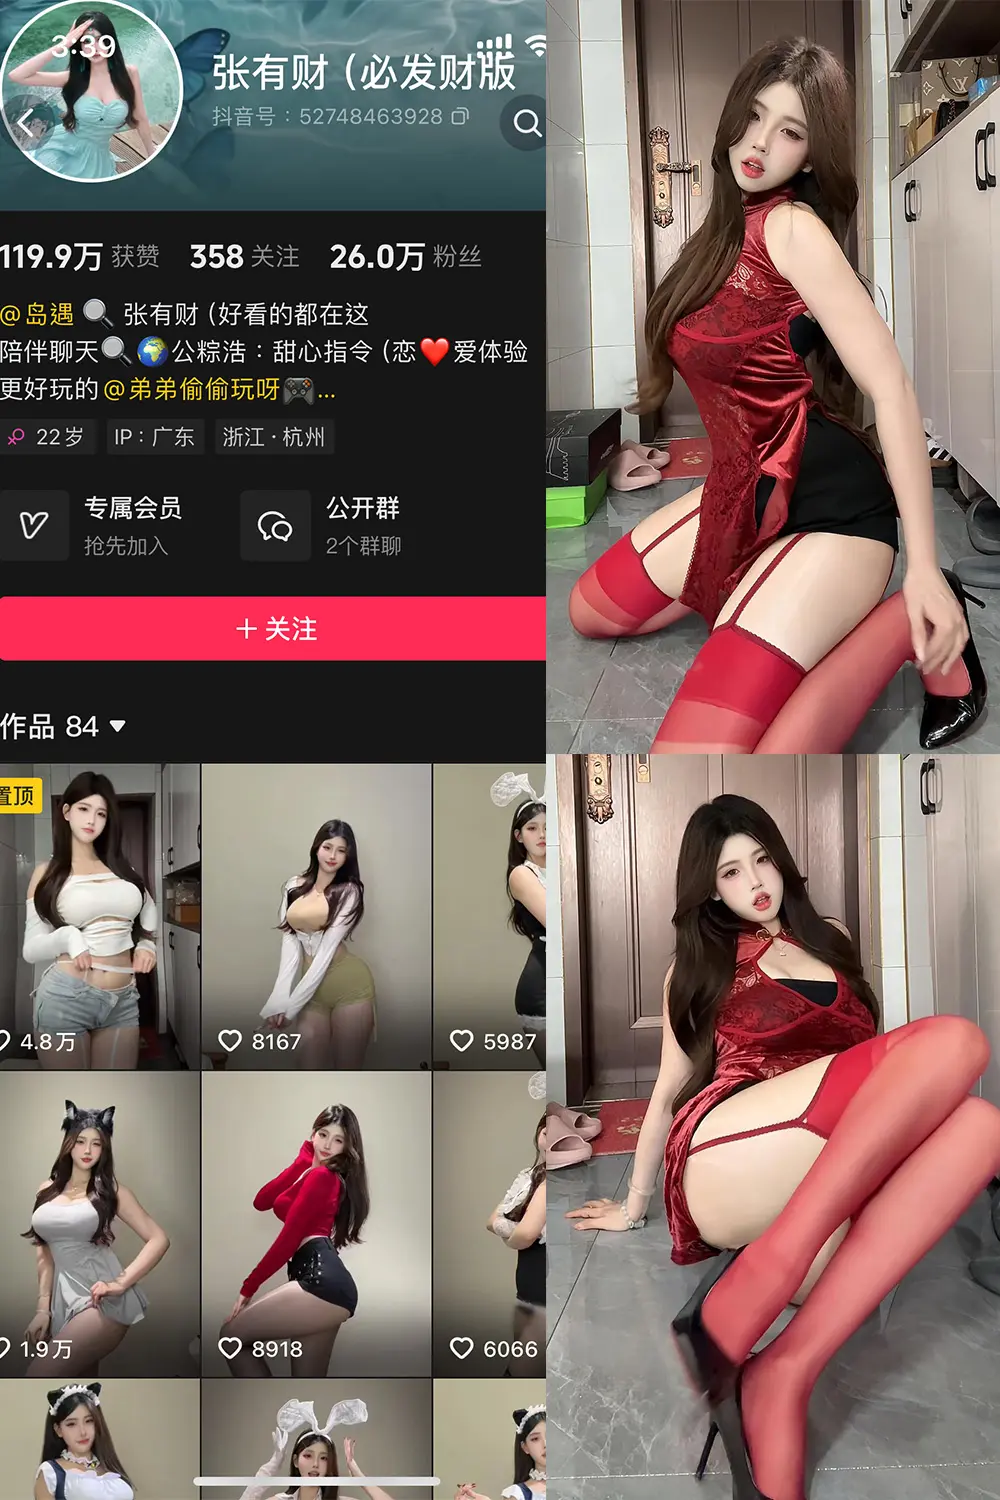 3:39
张有财（必发财版
抖音号：52748463928
119.9万 获赞 358 关注 26.0万 粉丝
@岛遇 张有财（好看的都在这
陪伴聊天 公粽浩：甜心指令（恋❤️爱体验
更好玩的@弟弟偷偷玩呀🎮...
22岁 IP：广东 浙江·杭州
专属会员 公开群
抢先加入 2个群聊
+ 关注
作品 84
置顶
4.8万 8167 5987
1.9万 8918 6066